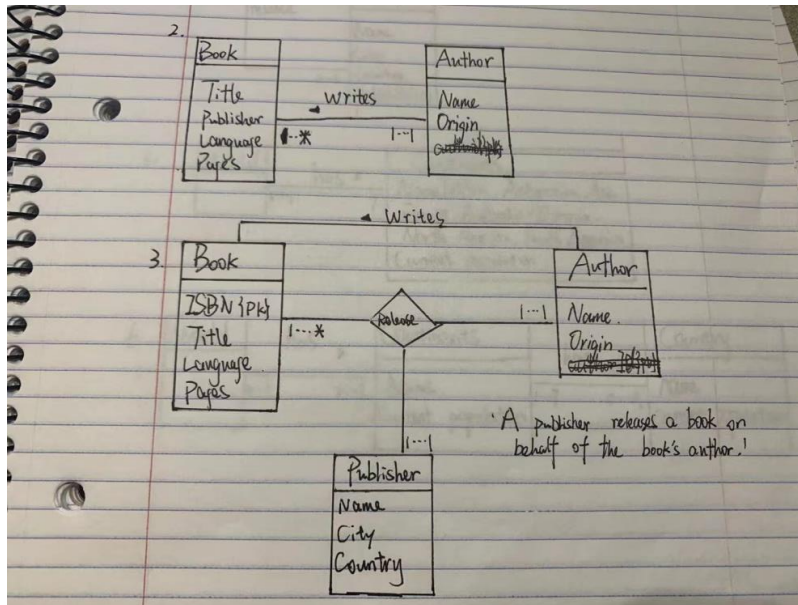 2.
Book
Title
Publisher
Language
Pages
◄ Writes
1...*
1...1
Author
Name
Origin
◄ Writes
3.
Book
ISBN {PK}
Title
Language
Pages
1...*
Release
1...1
Author
Name.
Origin
1...1
Publisher
Name
City
Country
'A publisher releases a book on
behalf of the book's author.'